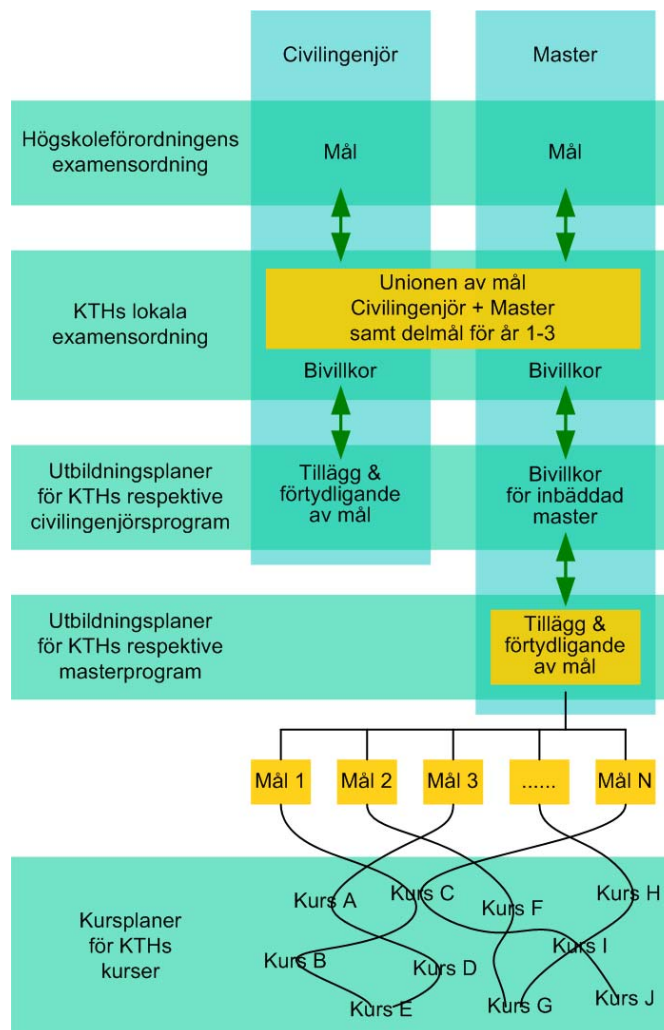 Civilingenjör
Master
Högskoleförordningens
examensordning
Mål
Mål
KTHs lokala
examensordning
Unionen av mål
Civilingenjör + Master
samt delmål för år 1-3
Bivillkor
Bivillkor
Utbildningsplaner
för KTHs respektive
civilingenjörsprogram
Tillägg &
förtydligande
av mål
Bivillkor
för inbäddad
master
Utbildningsplaner
för KTHs respektive
masterprogram
Tillägg &
förtydligande
av mål
Mål 1
Mål 2
Mål 3
......
Mål N
Kursplaner
för KTHs
kurser
Kurs A
Kurs C
Kurs F
Kurs H
Kurs B
Kurs D
Kurs I
Kurs E
Kurs G
Kurs J